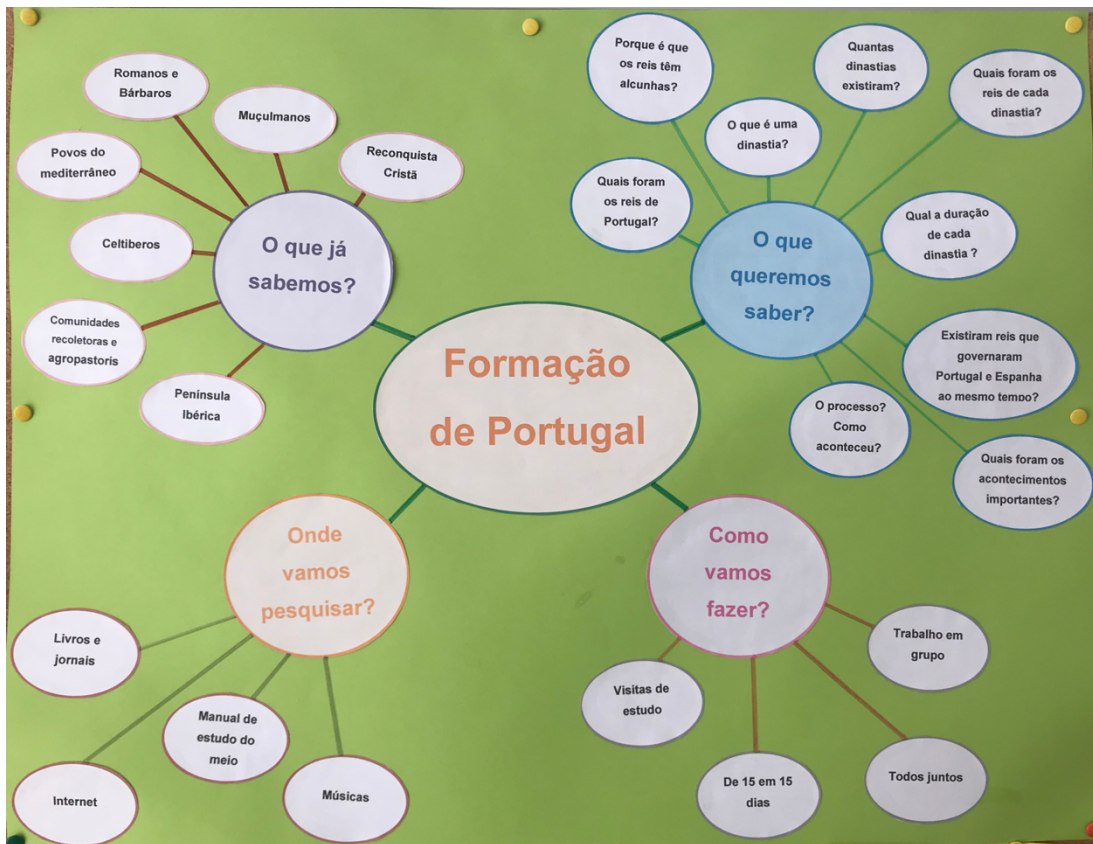 Formação
de Portugal
O que já
sabemos?
Romanos e
Bárbaros
Muçulmanos
Reconquista
Cristã
Povos do
mediterrâneo
Celtiberos
Comunidades
recoletoras e
agropastoris
Península
Ibérica
O que
queremos
saber?
Porque é que
os reis têm
alcunhas?
Quantas
dinastias
existiram?
Quais foram os
reis de cada
dinastia?
O que é uma
dinastia?
Quais foram
os reis de
Portugal?
Qual a duração
de cada
dinastia ?
Existiram reis que
governaram
Portugal e Espanha
ao mesmo tempo?
O processo?
Como
aconteceu?
Quais foram os
acontecimentos
importantes?
Onde
vamos
pesquisar?
Livros e
jornais
Internet
Manual de
estudo do
meio
Músicas
Como
vamos
fazer?
Visitas de
estudo
De 15 em 15
dias
Todos juntos
Trabalho em
grupo